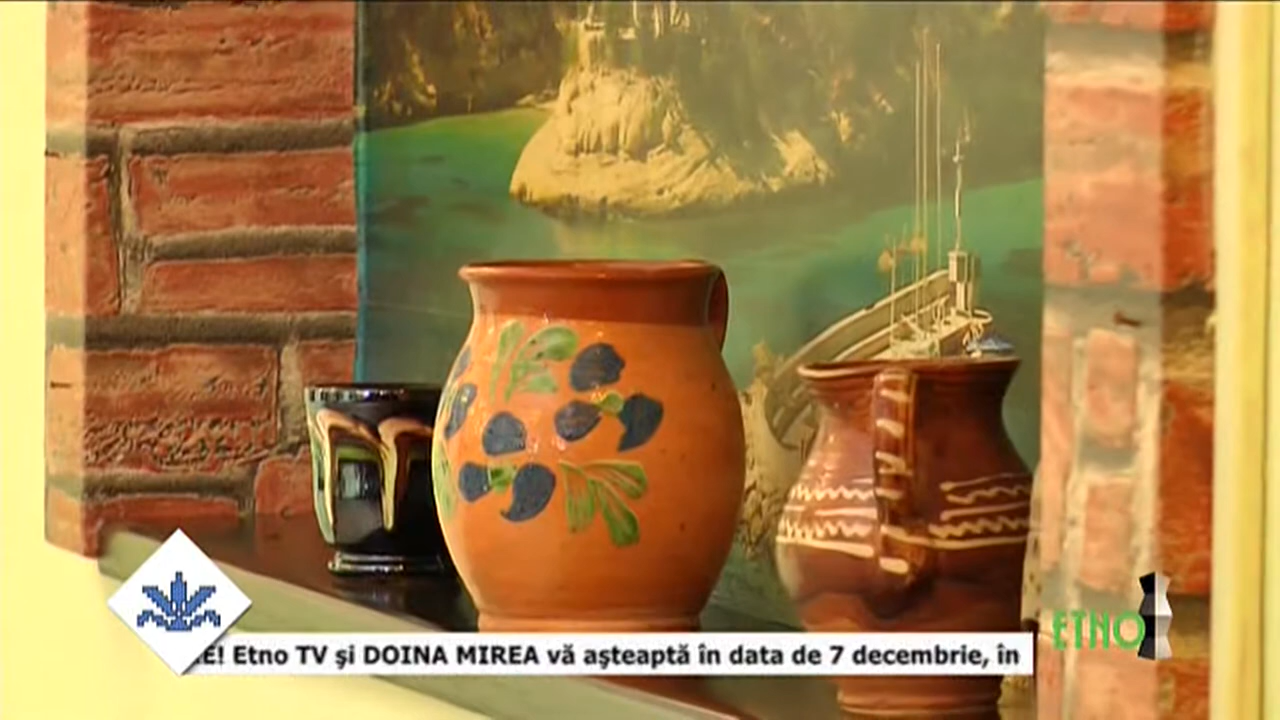 E! Etno TV şi DOINA MIREA vă aşteaptă în data de 7 decembrie, în
ETNO